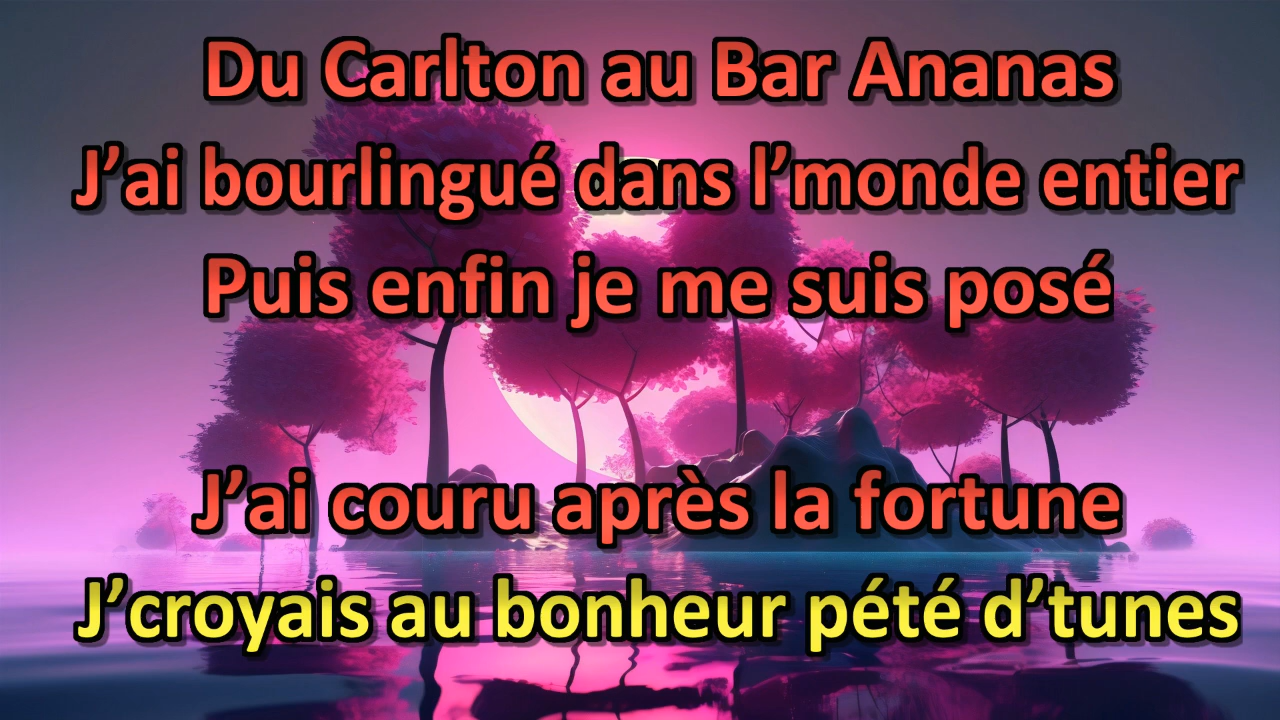 Du Carlton au Bar Ananas
J’ai bourlingué dans l’monde entier
Puis enfin je me suis posé
J’ai couru après la fortune
J’croyais au bonheur pété d’tunes